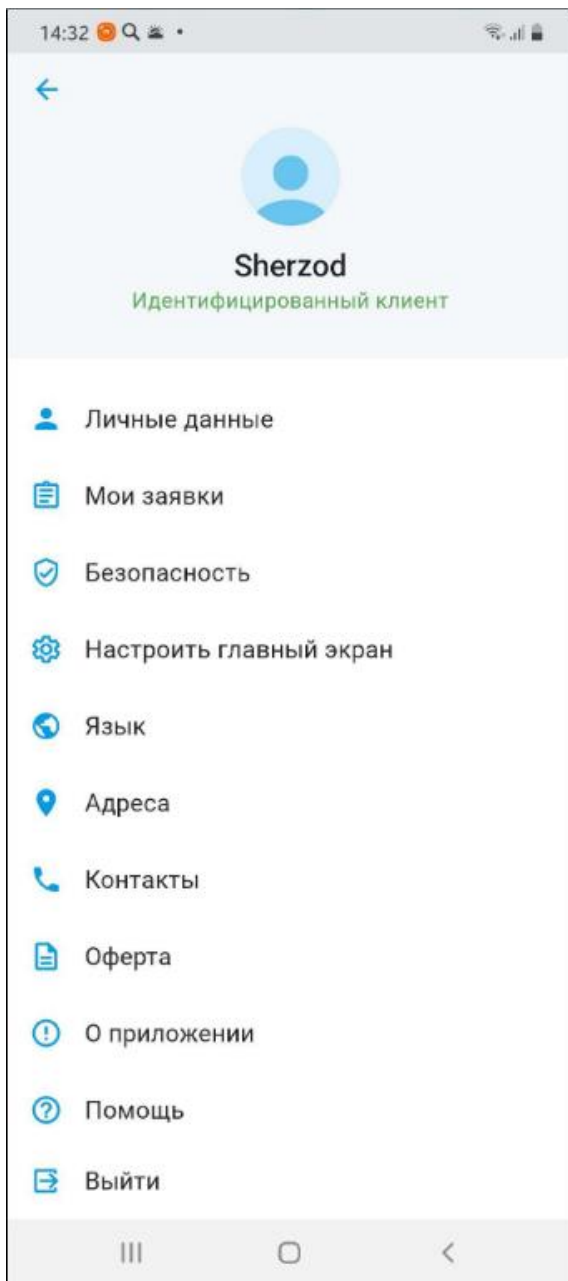 14:32
Sherzod
Идентифицированный клиент
Личные данные
Мои заявки
Безопасность
Настроить главный экран
Язык
Адреса
Контакты
Оферта
О приложении
Помощь
Выйти